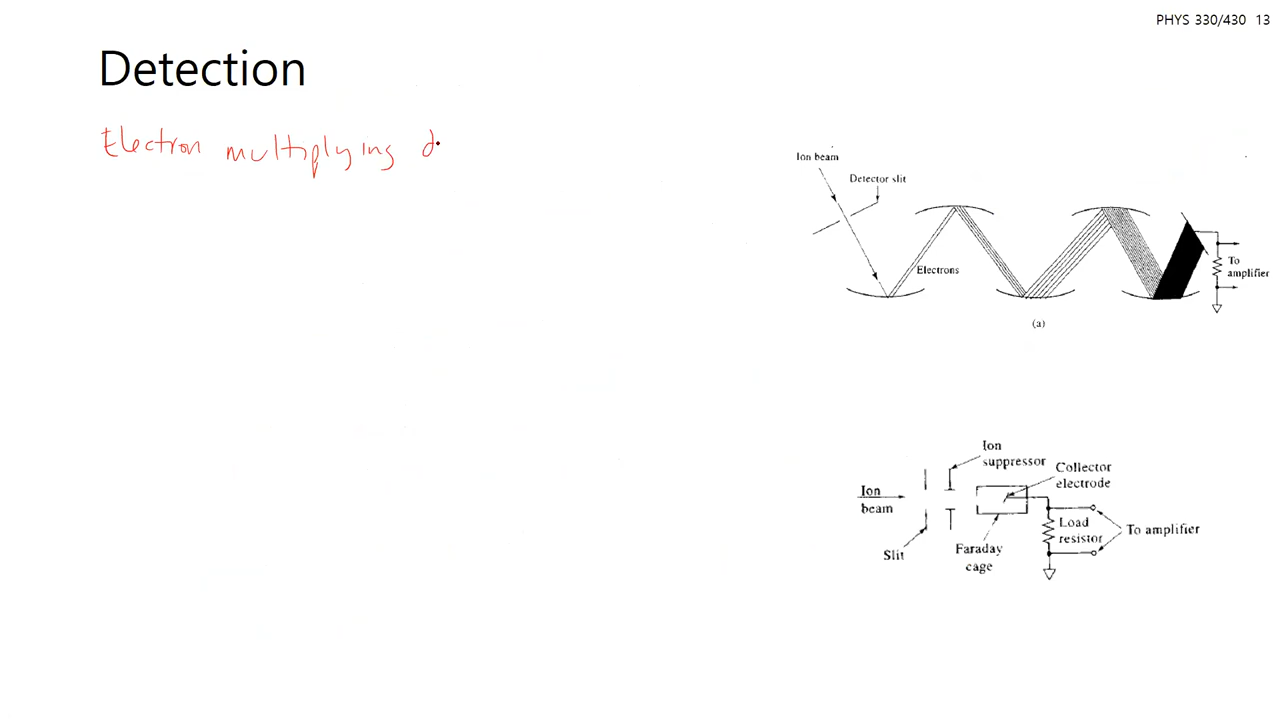 PHYS 330/430 13
Detection
Electron multiplying d
Ion beam
Detector slit
Electrons
To
amplifier
(a)
Ion
suppressor
Collector
electrode
Ion
beam
Load
resistor
To amplifier
Slit
Faraday
cage